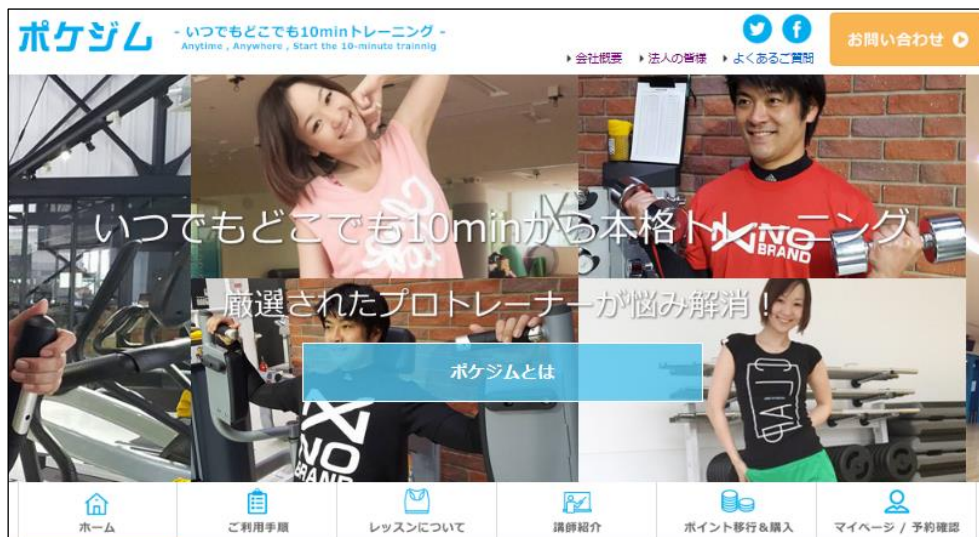 ポケジム
- いつでもどこでも10minトレーニング -
Anytime , Anywhere , Start the 10-minute trainnig
会社概要 法人の皆様 よくあるご質問
お問い合わせ
いつでもどこでも10minから本格トレーニング
NO
BRAND
厳選されたプロトレーナーが悩み解消！
ポケジムとは
NO
BRAND
ホーム
ご利用手順
レッスンについて
講師紹介
ポイント移行&購入
マイページ / 予約確認